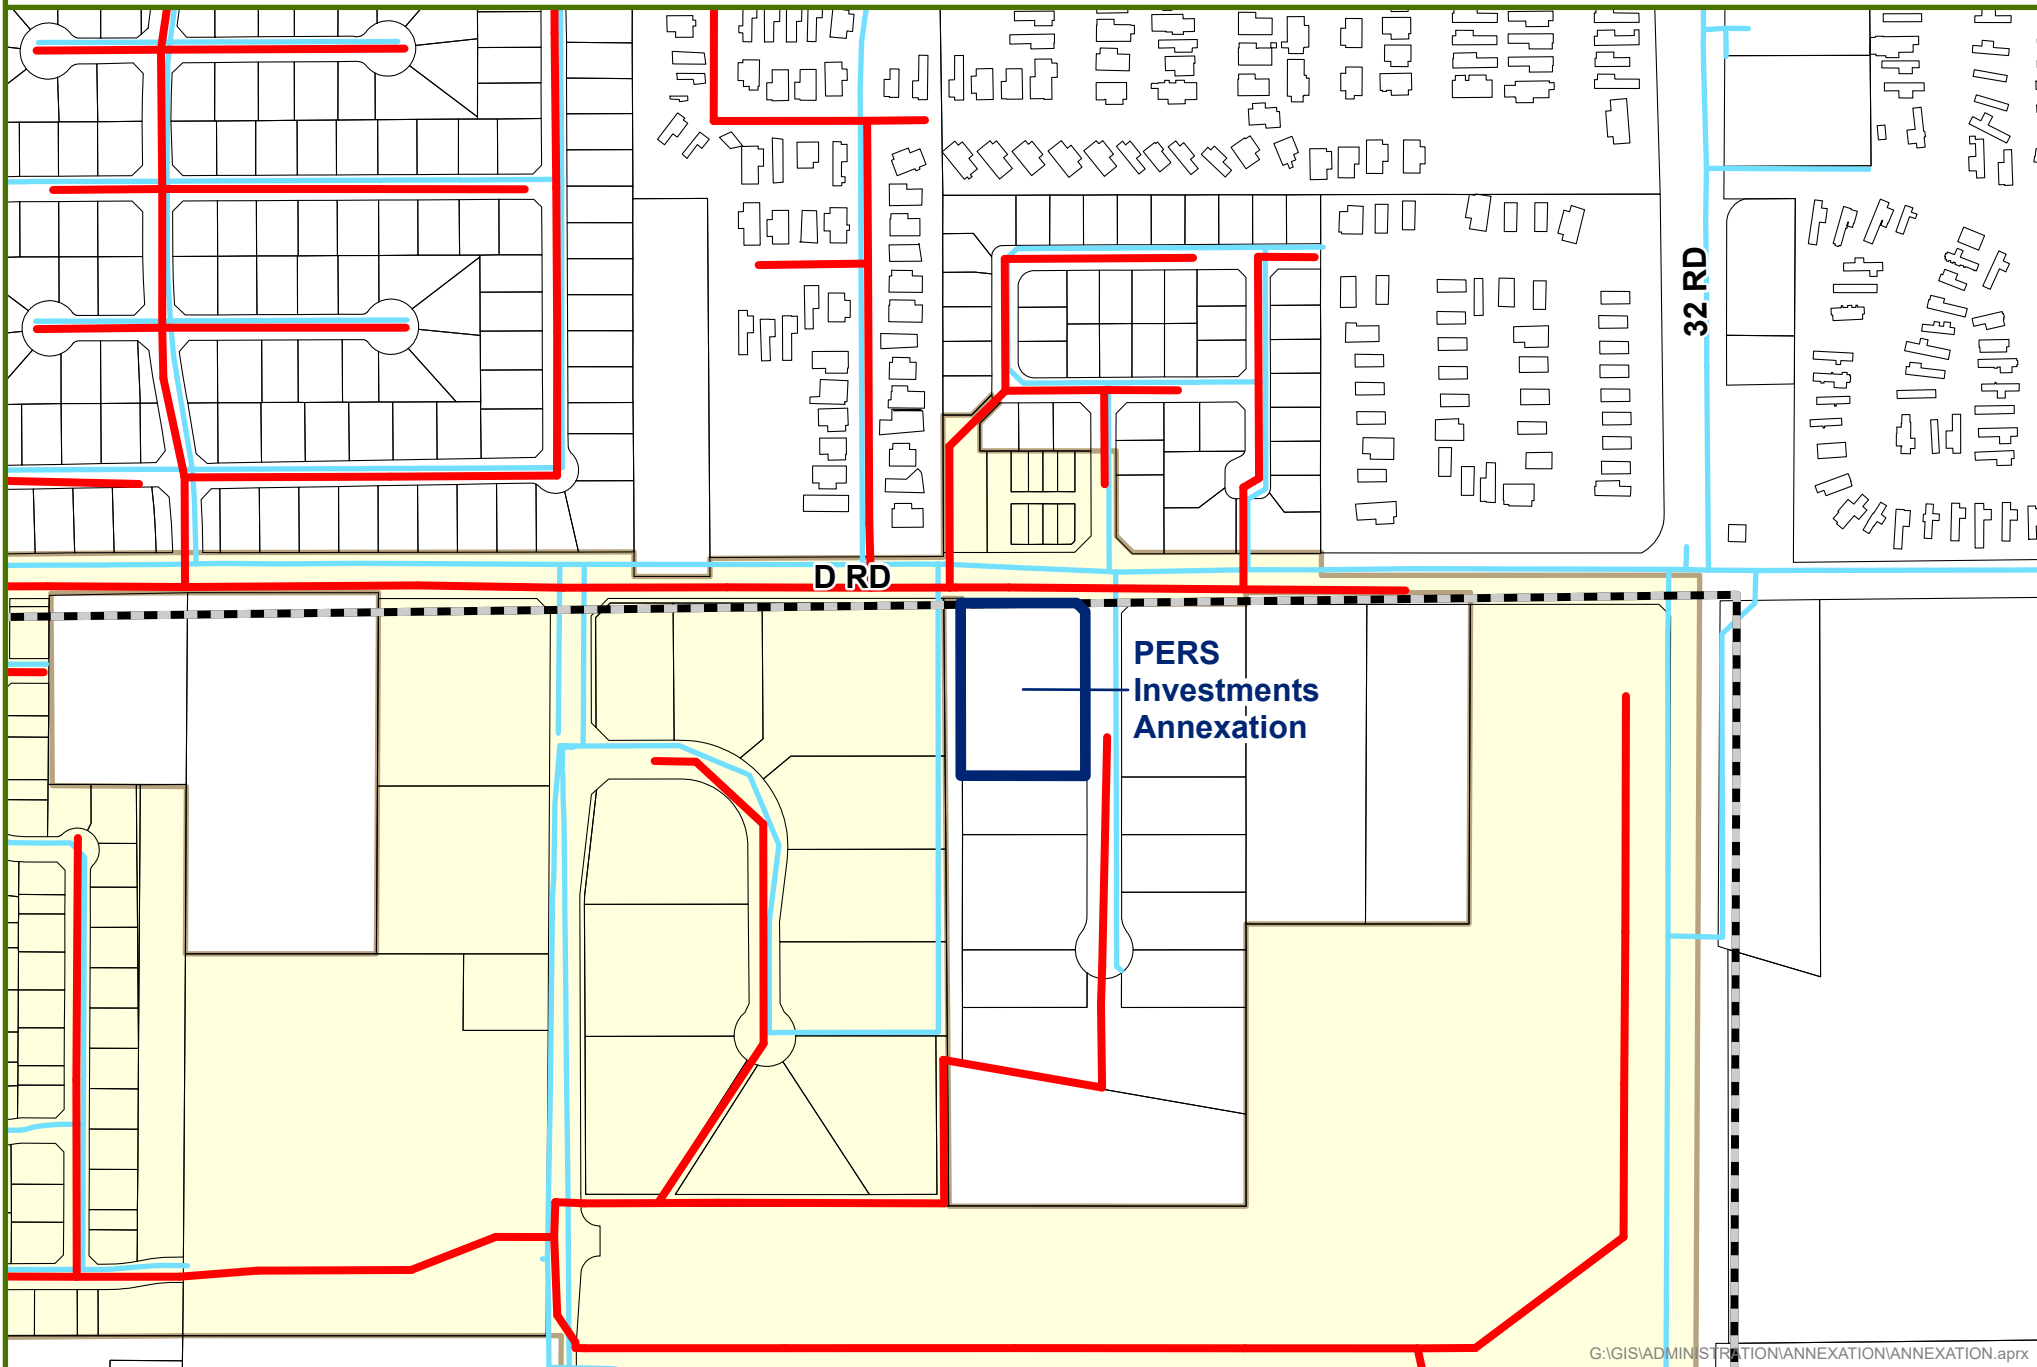 32 RD
D RD
PERS
Investments
Annexation
G:\GIS\ADMINISTRATION\ANNEXATION\ANNEXATION.aprx